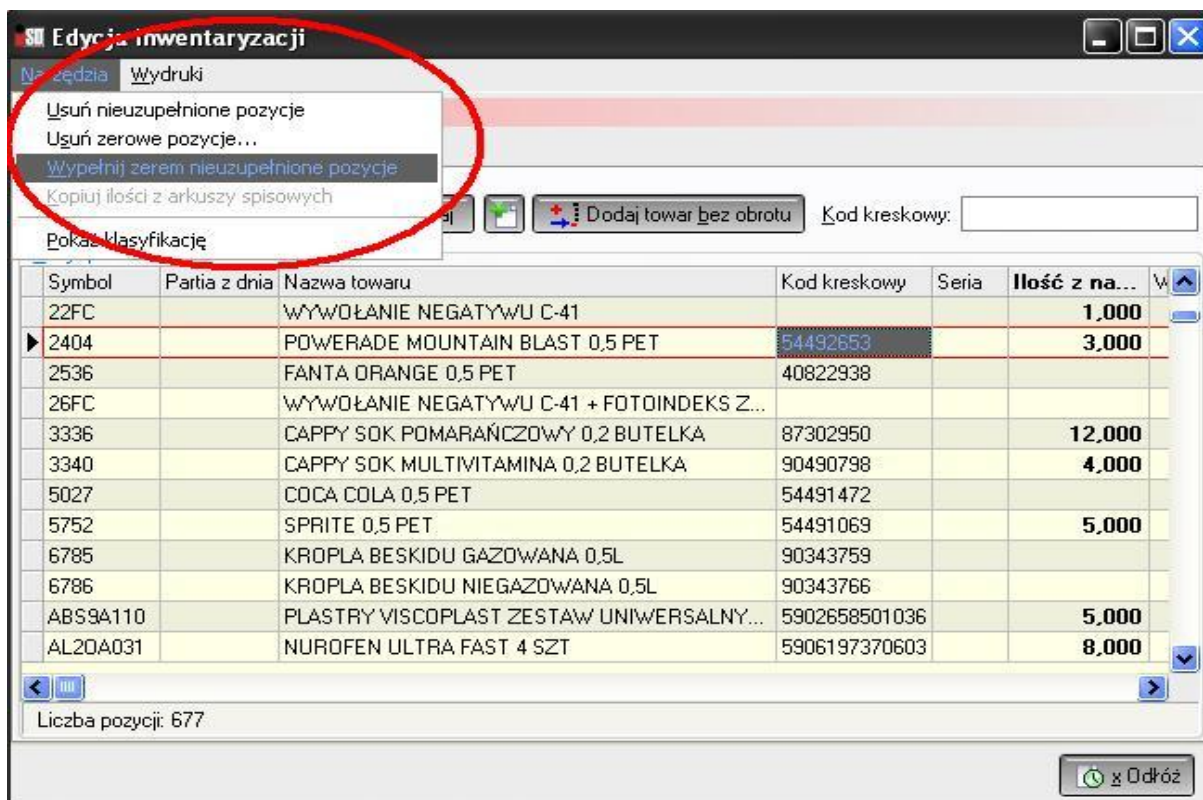 Edycja inwentaryzacji
Narzędzia Wydruki
Usuń nieuzupełnione pozycje
Usuń zerowe pozycje...
Wypełnij zerem nieuzupełnione pozycje
Kopiuj ilości z arkuszy spisowych
Dodaj towar bez obrotu Kod kreskowy:
Pokaż klasyfikację
Symbol Partia z dnia Nazwa towaru Kod kreskowy Seria Ilość z na... W
22FC WYWOŁANIE NEGATYWU C-41 1,000
2404 POWERADE MOUNTAIN BLAST 0,5 PET 54492653 3,000
2536 FANTA ORANGE 0,5 PET 40822938
26FC WYWOŁANIE NEGATYWU C-41 + FOTOINDEKS Z...
3336 CAPPY SOK POMARAŃCZOWY 0,2 BUTELKA 87302950 12,000
3340 CAPPY SOK MULTIVITAMINA 0,2 BUTELKA 90490798 4,000
5027 COCA COLA 0,5 PET 54491472
5752 SPRITE 0,5 PET 54491069 5,000
6785 KROPLA BESKIDU GAZOWANA 0,5L 90343759
6786 KROPLA BESKIDU NIEGAZOWANA 0,5L 90343766
ABS9A110 PLASTRY VISCOPLAST ZESTAW UNIWERSALNY... 5902658501036 5,000
AL20A031 NUROFEN ULTRA FAST 4 SZT 5906197370603 8,000
Liczba pozycji: 677
x Odłóż